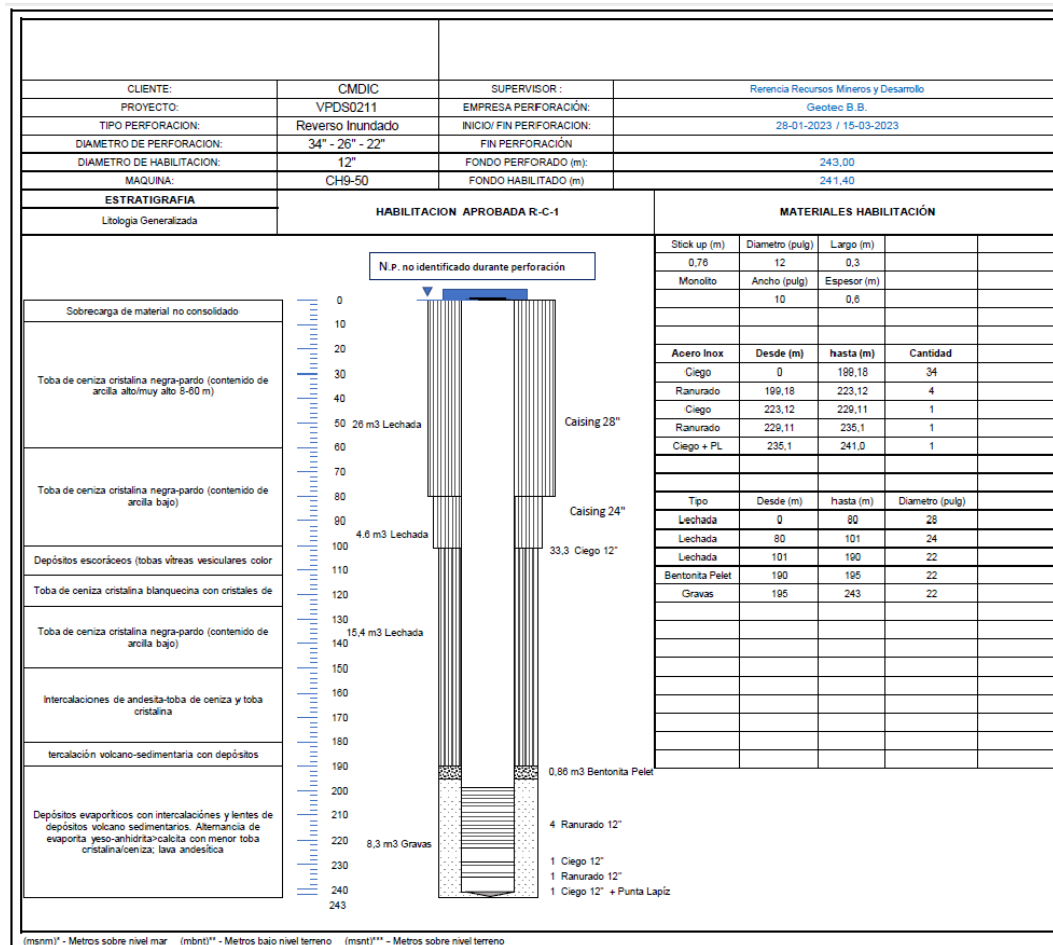 CLIENTE: CMDIC SUPERVISOR : Rerencia Recursos Mineros y Desarrollo
PROYECTO: VPDS0211 EMPRESA PERFORACIÓN: Geotec B.B.
TIPO PERFORACION: Reverso Inundado INICIO/ FIN PERFORACION: 28-01-2023 / 15-03-2023
DIAMETRO DE PERFORACION: 34" - 26" - 22" FIN PERFORACIÓN
DIAMETRO DE HABILITACION: 12" FONDO PERFORADO (m): 243,00
MAQUINA: CH9-50 FONDO HABILITADO (m) 241,40
ESTRATIGRAFIA
Litologia Generalizada
HABILITACION APROBADA R-C-1
MATERIALES HABILITACIÓN
Sobrecarga de material no consolidado
Toba de ceniza cristalina negra-pardo (contenido de
arcilla alto/muy alto 8-60 m)
Toba de ceniza cristalina negra-pardo (contenido de
arcilla bajo)
Depósitos escoráceos (tobas vítreas vesiculares color
Toba de ceniza cristalina blanquecina con cristales de
Toba de ceniza cristalina negra-pardo (contenido de
arcilla bajo)
Intercalaciones de andesita-toba de ceniza y toba
cristalina
tercalación volcano-sedimentaria con depósitos
Depósitos evaporíticos con intercalaciónes y lentes de
depósitos volcano sedimentarios. Alternancia de
evaporita yeso-anhidrita>calcita con menor toba
cristalina/ceniza; lava andesítica
N.P. no identificado durante perforación
0
10
20
30
40
50
60
70
80
90
100
110
120
130
140
150
160
170
180
190
200
210
220
230
240
243
26 m3 Lechada
4.6 m3 Lechada
15,4 m3 Lechada
8,3 m3 Gravas
Caising 28"
Caising 24"
33,3 Ciego 12"
0,86 m3 Bentonita Pelet
4 Ranurado 12"
1 Ciego 12"
1 Ranurado 12"
1 Ciego 12" + Punta Lapíz
Stick up (m) Diametro (pulg) Largo (m)
0,76 12 0,3
Monolito Ancho (pulg) Espesor (m)
10 0,6
Acero Inox Desde (m) hasta (m) Cantidad
Ciego 0 199,18 34
Ranurado 199,18 223,12 4
Ciego 223,12 229,11 1
Ranurado 229,11 235,1 1
Ciego + PL 235,1 241,0 1
Tipo Desde (m) hasta (m) Diametro (pulg)
Lechada 0 80 28
Lechada 80 101 24
Lechada 101 190 22
Bentonita Pelet 190 195 22
Gravas 195 243 22
(msnm)* - Metros sobre nivel mar (mbnt)** - Metros bajo nivel terreno (msnt)*** - Metros sobre nivel terreno